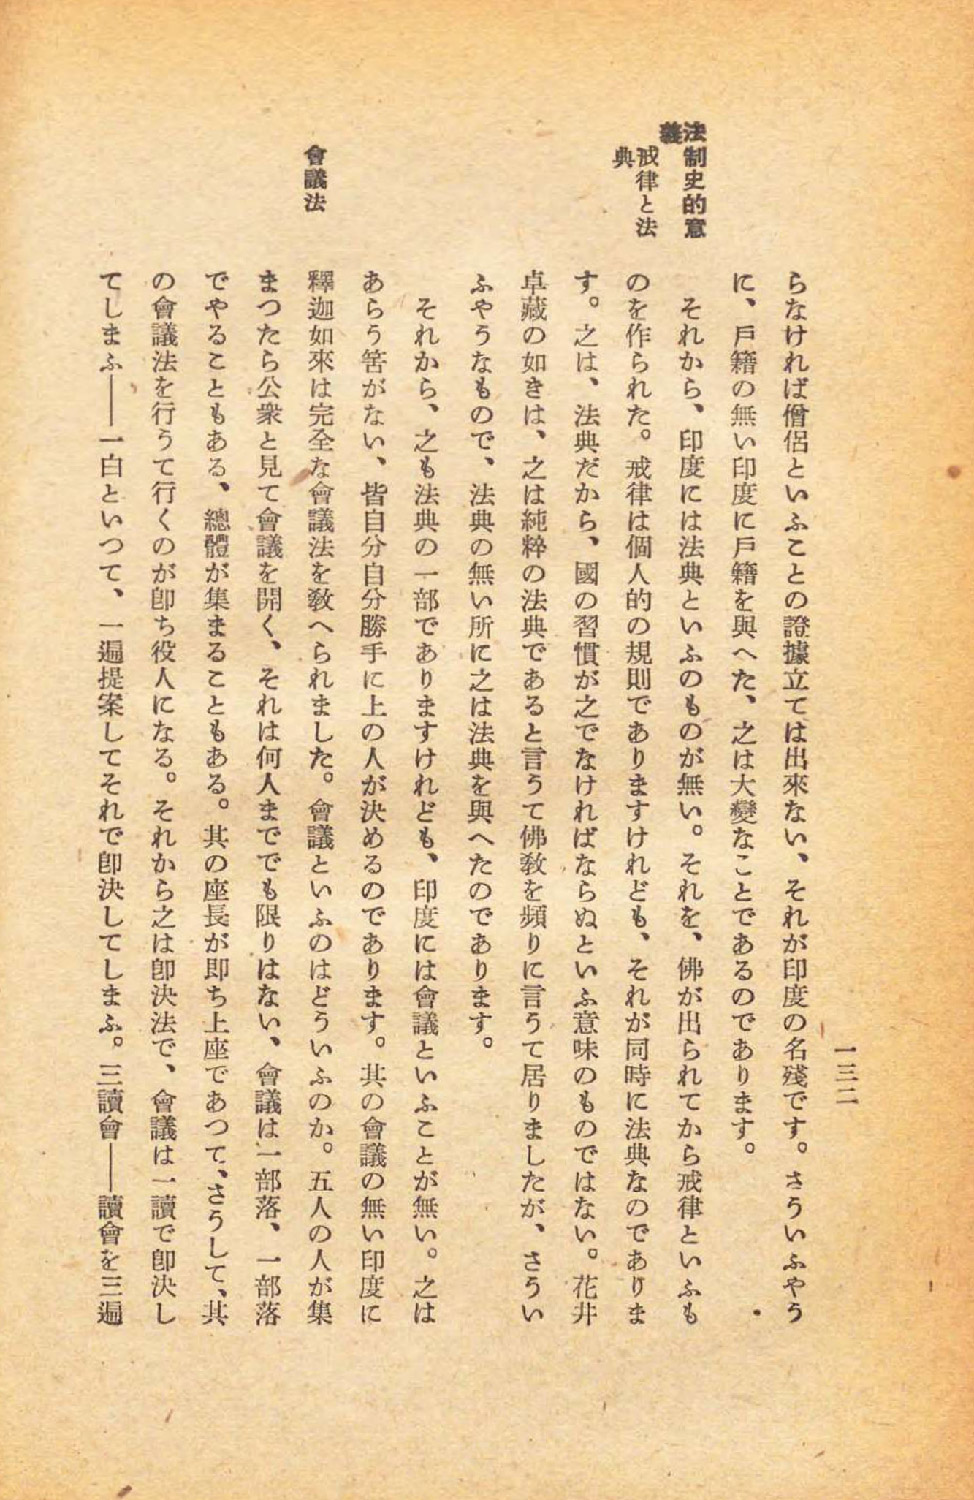 一三二
らなければ僧侶といふことの證據立ては出來ない、それが印度の名殘です。さういふやう
に、戶籍の無い印度に戶籍を與へた、之は大變なことであるのであります。
法制史的意
義
戒律と法
典
それから、印度には法典といふのものが無い。それを、佛が出られてから戒律といふも
のを作られた。戒律は個人的の規則でありますけれども、それが同時に法典なのでありま
す。之は、法典だから、國の習慣が之でなければならぬといふ意味のものではない。花井
卓藏の如きは、之は純粹の法典であると言うて佛敎を頻りに言うて居りましたが、さうい
ふやうなもので、法典の無い所に之は法典を與へたのであります。
會議法
それから、之も法典の一部でありますけれども、印度には會議といふことが無い。之は
あらう筈がない、皆自分自分勝手に上の人が決めるのであります。其の會議の無い印度に
釋迦如來は完全な會議法を敎へられました。會議といふのはどういふのか。五人の人が集
まつたら公衆と見て會議を開く、それは何人まででも限りはない、會議は一部落、一部落
でやることもある、總體が集まることもある。其の座長が卽ち上座であつて、さうして、其
の會議法を行うて行くのが卽ち役人になる。それから之は卽決法で、會議は一讀で卽決し
てしまふ――一白といつて、一遍提案してそれで卽決してしまふ。三讀會――讀會を三遍